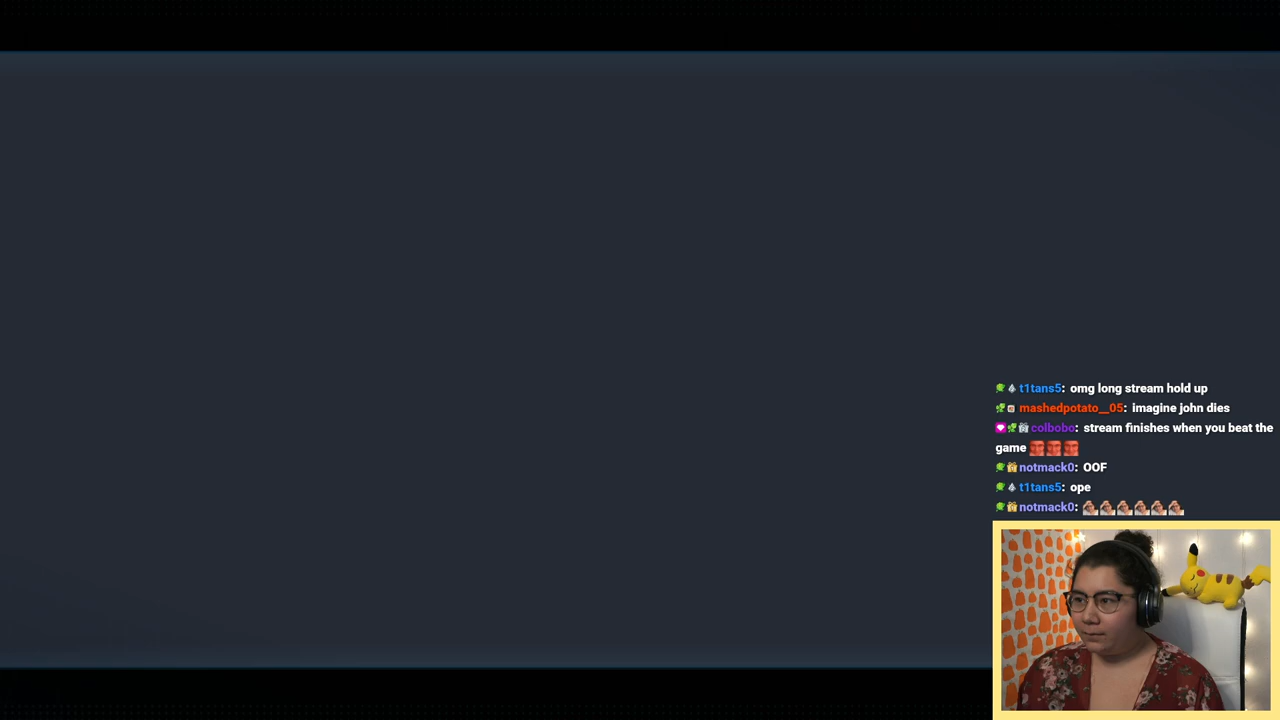 t1tans5: omg long stream hold up
mashedpotato__05: imagine john dies
colbobo: stream finishes when you beat the
game
notmack0: OOF
t1tans5: ope
notmack0: